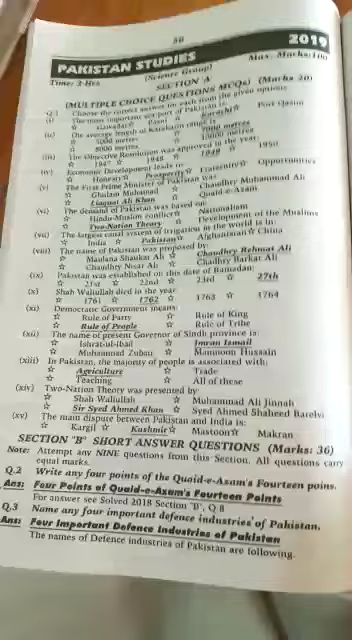 50
2019
PAKISTAN STUDIES
Max. Marks:100
(Science Group)
Time: 3 Hrs
SECTION A
(MULTIPLE CHOICE QUESTIONS MCQs) (Marks 20)
Q.1 Choose the correct answer for each from the given options:
(i) The most important sea port of Pakistan is:
☆ Gawadar ☆ Pasni ☆ Karachi ☆ Port Qasim
(ii) The average length of Karakoram range is
☆ 5000 metres ☆ 7000 metres
☆ 8000 metres ☆ 10000 metres
(iii) The Objective Resolution was approved in the year:
☆ 1947 ☆ 1948 ☆ 1949 ☆ 1950
(iv) Economic Development leads to:
☆ Honesty ☆ Prosperity ☆ ☆ Opportunities
(v) The First Prime Minister of Pakistan was:
☆ Ghulam Muhamad ☆ Chaudhry Muhammad Ali
☆ Liaquat Ali Khan ☆ Quaid-e-Azam
(vi) The demand of Pakistan was based on:
☆ Hindu-Muslim conflict ☆ Nationalism
☆ Two-Nation Theory ☆ Development of the Muslims
(vii) The largest canal system of irrigation in the world is in:
☆ India ☆ Pakistan ☆ Afghanistan ☆ China
(viii) The name of Pakistan was proposed by:
☆ Maulana Shaukat Ali ☆ Chaudhry Rehmat Ali
☆ Chaudhry Nisar Ali ☆ Chadhry Barkat Ali
(ix) Pakistan was established on this date of Ramadan:
☆ 21st ☆ 22nd ☆ 23rd ☆ 27th
(x) Shah Waliullah died in the year
☆ 1761 ☆ 1762 ☆ 1763 ☆ 1764
(xi) Democratic Government means:
☆ Rule of Party ☆ Rule of King
☆ Rule of People ☆ Rule of Tribe
(xii) The name of present Governor of Sindh province is:
☆ Ishrat-ul-ibad ☆ Imran Ismail
☆ Muhammad Zubau ☆ Mamnoon Hussain
(xiii) In Pakistan, the majority of people is associated with:
☆ Agriculture ☆ Trade
☆ Teaching ☆ All of these
(xiv) Two-Nation Theory was presented by:
☆ Shah Waliullah ☆ Muhammad Ali Jinnah
☆ Sir Syed Ahmed Khan ☆ Syed Ahmed Shaheed Barelvi
(xv) The main dispute between Pakistan and India is:
☆ Kargil ☆ Kashmir ☆ Mastoon ☆ Makran
SECTION "B" SHORT ANSWER QUESTIONS (Marks: 36)
Note: Attempt any NINE questions from this Section. All questions carry
equal marks.
Q.2 Write any four points of the Quaid-e-Azam's Fourteen poins.
Ans: Four Points of Quaid-e-Azam's Fourteen Points
For answer see Solved 2018 Section "B", Q 8
Q.3 Name any four important defence industries of Pakistan.
Ans: Four Important Defence Industries of Pakistan
The names of Defence industries of Pakistan are following.